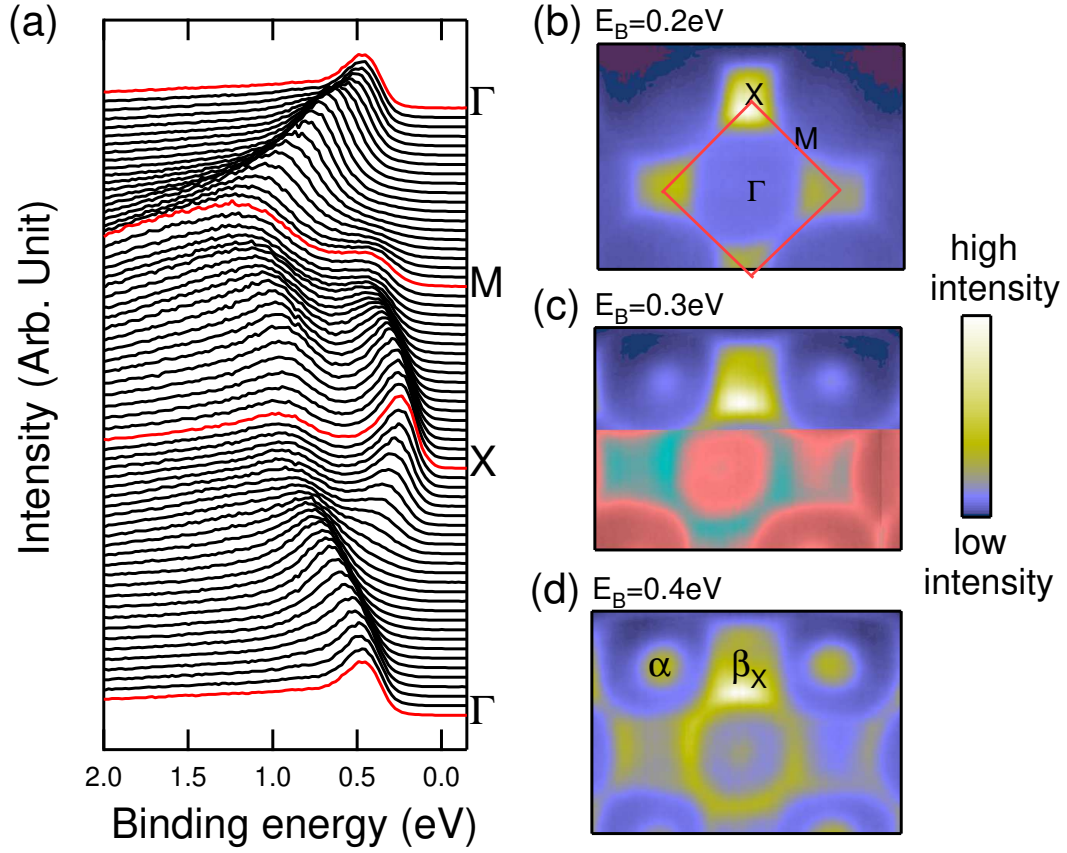 (a)
Γ
M
X
Γ
Intensity (Arb. Unit)
2.0 1.5 1.0 0.5 0.0
Binding energy (eV)
(b) E_B=0.2eV
X
M
Γ
(c) E_B=0.3eV
(d) E_B=0.4eV
α β_X
high
intensity
low
intensity